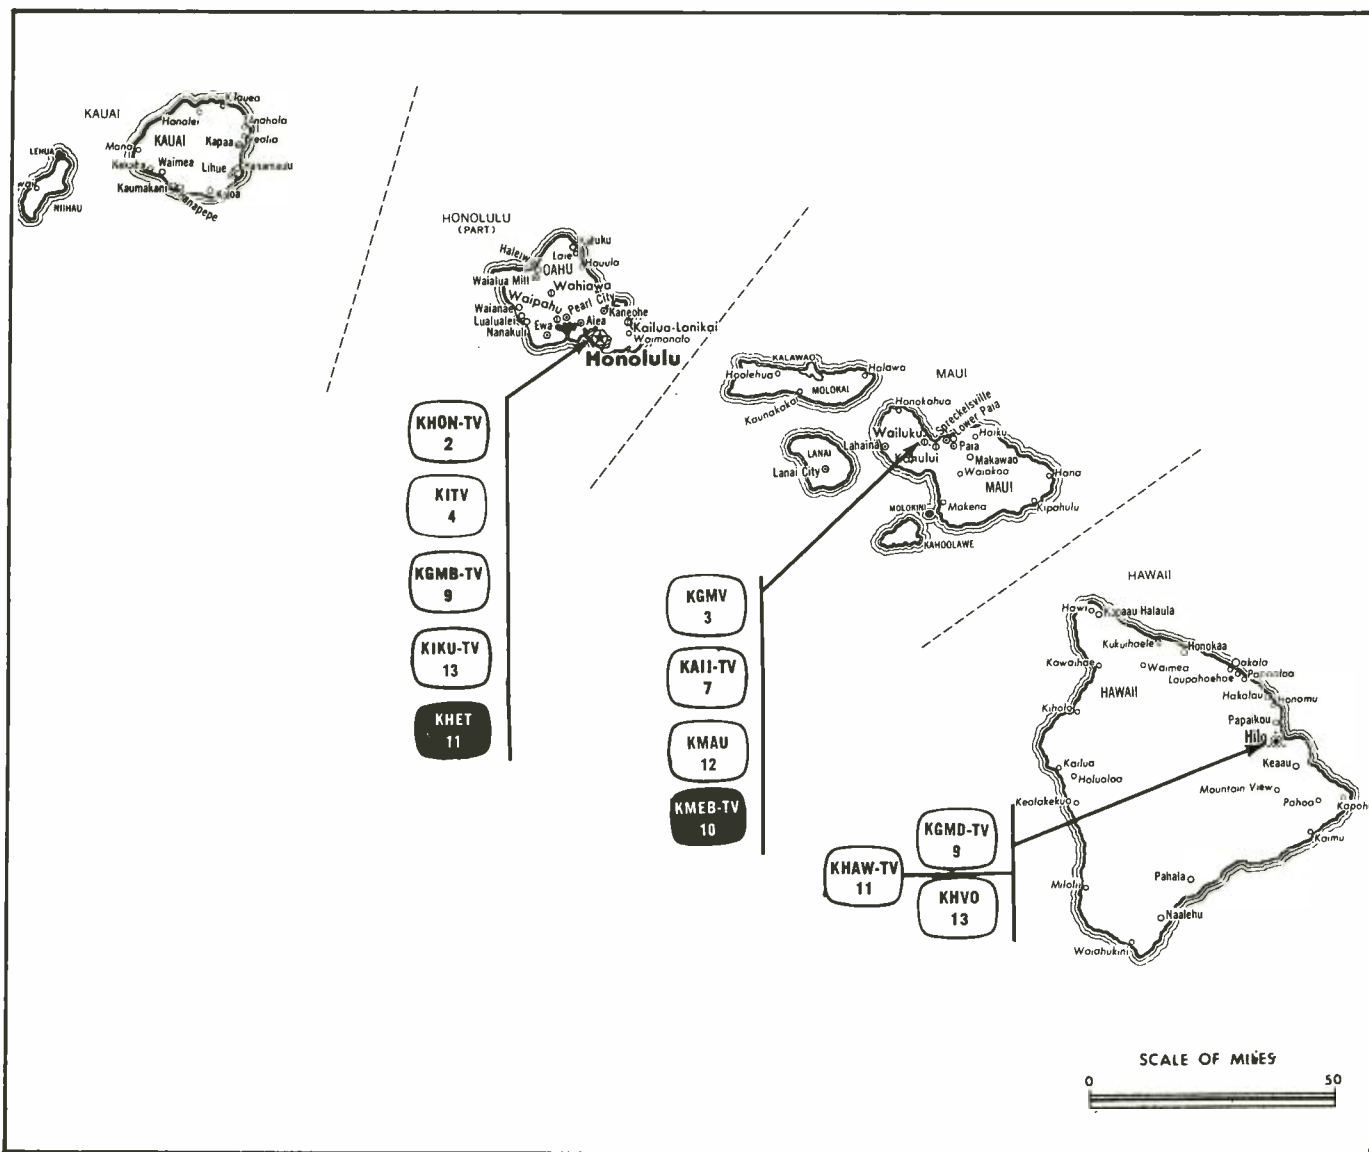 KAUAI
Hanalei
Anahola
KAUAI
Kapaa
Mana
LEHUA
Waimea
Lihue
Kaumakani
NIIHAU
HONOLULU
(PART)
Laie
Hauula
OAHU
Waialua Mill
Wahiawa
Waipahu
Pearl City
Waianae
Kaneohe
Lualualei
Ewa
Aiea
Kailua-Lanikai
Nanakuli
Waimanalo
Honolulu
KALAWAO
Hoolehua
Halawa
MOLOKAI
Kaunakakai
MAUI
Honokahua
Spreckelsville
Lower Paia
Wailuku
Haiku
Lahaina
Paia
Kahului
LANAI
Makawao
Lanai City
Waiakoa
Hana
MAUI
MOLOKINI
Makena
Kipahulu
KAHOOLAWE
KHON-TV
2
KITV
4
KGMB-TV
9
KIKU-TV
13
KHET
11
KGMV
3
KAII-TV
7
KMAU
12
KMEB-TV
10
HAWAII
Hawi
Halaula
Kukuihaele
Honokaa
Kawaihae
Waimea
Laupahoehoe
HAWAII
Hakalau
Honomu
Kiholo
Papaikou
Hilo
Kailua
Keaau
Holualoa
Mountain View
Kealakeku
Pahoa
Kapoho
Kaimu
Pahala
Milolii
Naalehu
Waiahukini
KHAW-TV
11
KGMD-TV
9
KHVO
13
SCALE OF MILES
0
50